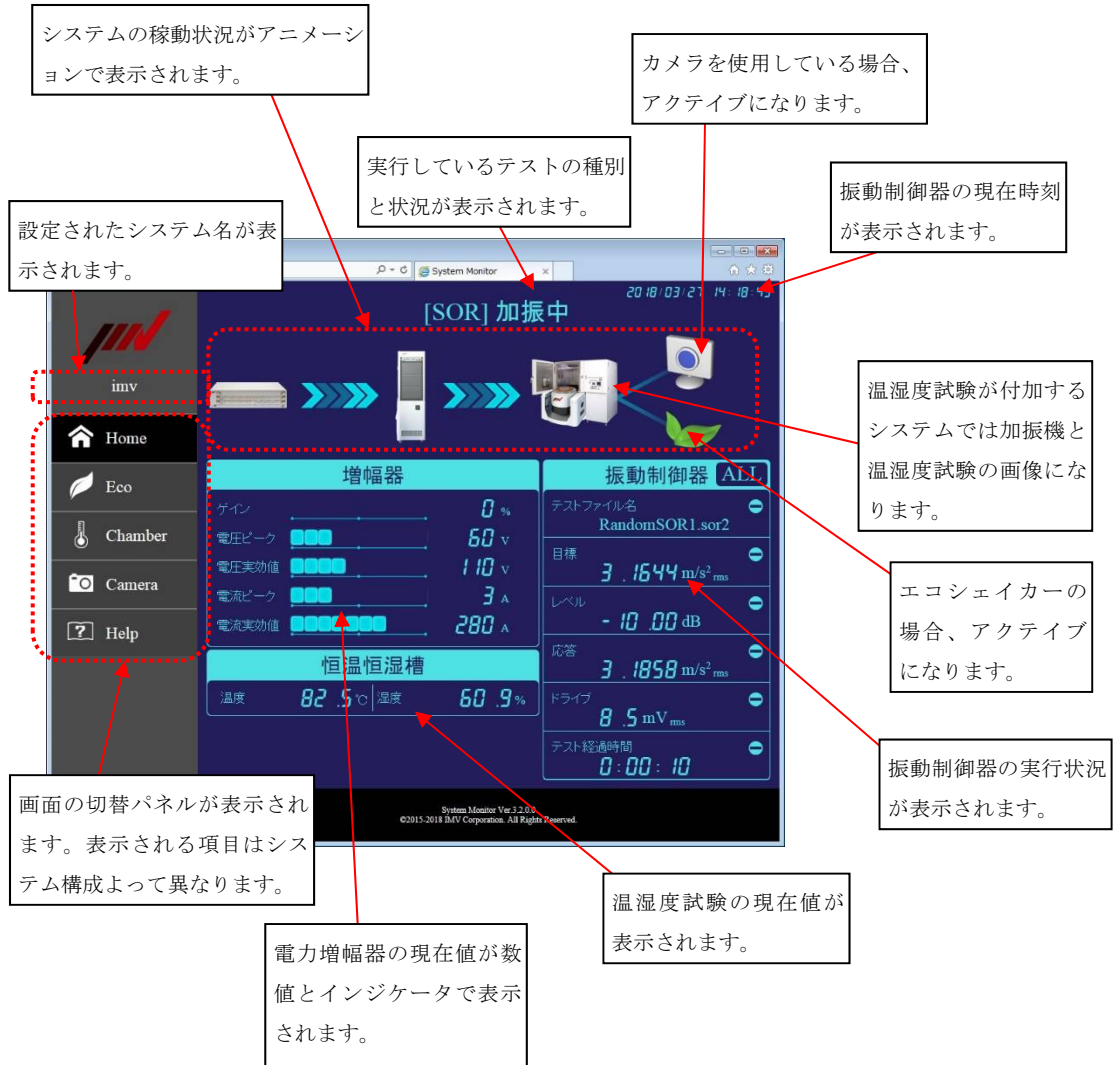 システムの稼動状況がアニメーシ
ョンで表示されます。
カメラを使用している場合、
アクテイブになります。
実行しているテストの種別
と状況が表示されます。
振動制御器の現在時刻
が表示されます。
設定されたシステム名が表
示されます。
System Monitor
2018/03/27 14:18:43
[SOR] 加振中
imv
Home
Eco
Chamber
Camera
Help
増幅器
ゲイン 0 %
電圧ピーク 60 V
電圧実効値 110 V
電流ピーク 3 A
電流実効値 280 A
恒温恒湿槽
温度 82.5 ℃ 湿度 60.9 %
振動制御器 ALL
テストファイル名
RandomSOR1.sor2
目標
3.1644 m/s² rms
レベル
-10.00 dB
応答
3.1858 m/s² rms
ドライブ
8.5 mV rms
テスト経過時間
0:00:10
System Monitor Ver.3.2.0.0
©2015-2018 IMV Corporation. All Rights Reserved.
温湿度試験が付加する
システムでは加振機と
温湿度試験の画像にな
ります。
エコシェイカーの
場合、アクテイブ
になります。
振動制御器の実行状況
が表示されます。
画面の切替パネルが表示され
ます。表示される項目はシス
テム構成よって異なります。
温湿度試験の現在値が
表示されます。
電力増幅器の現在値が数
値とインジケータで表示
されます。